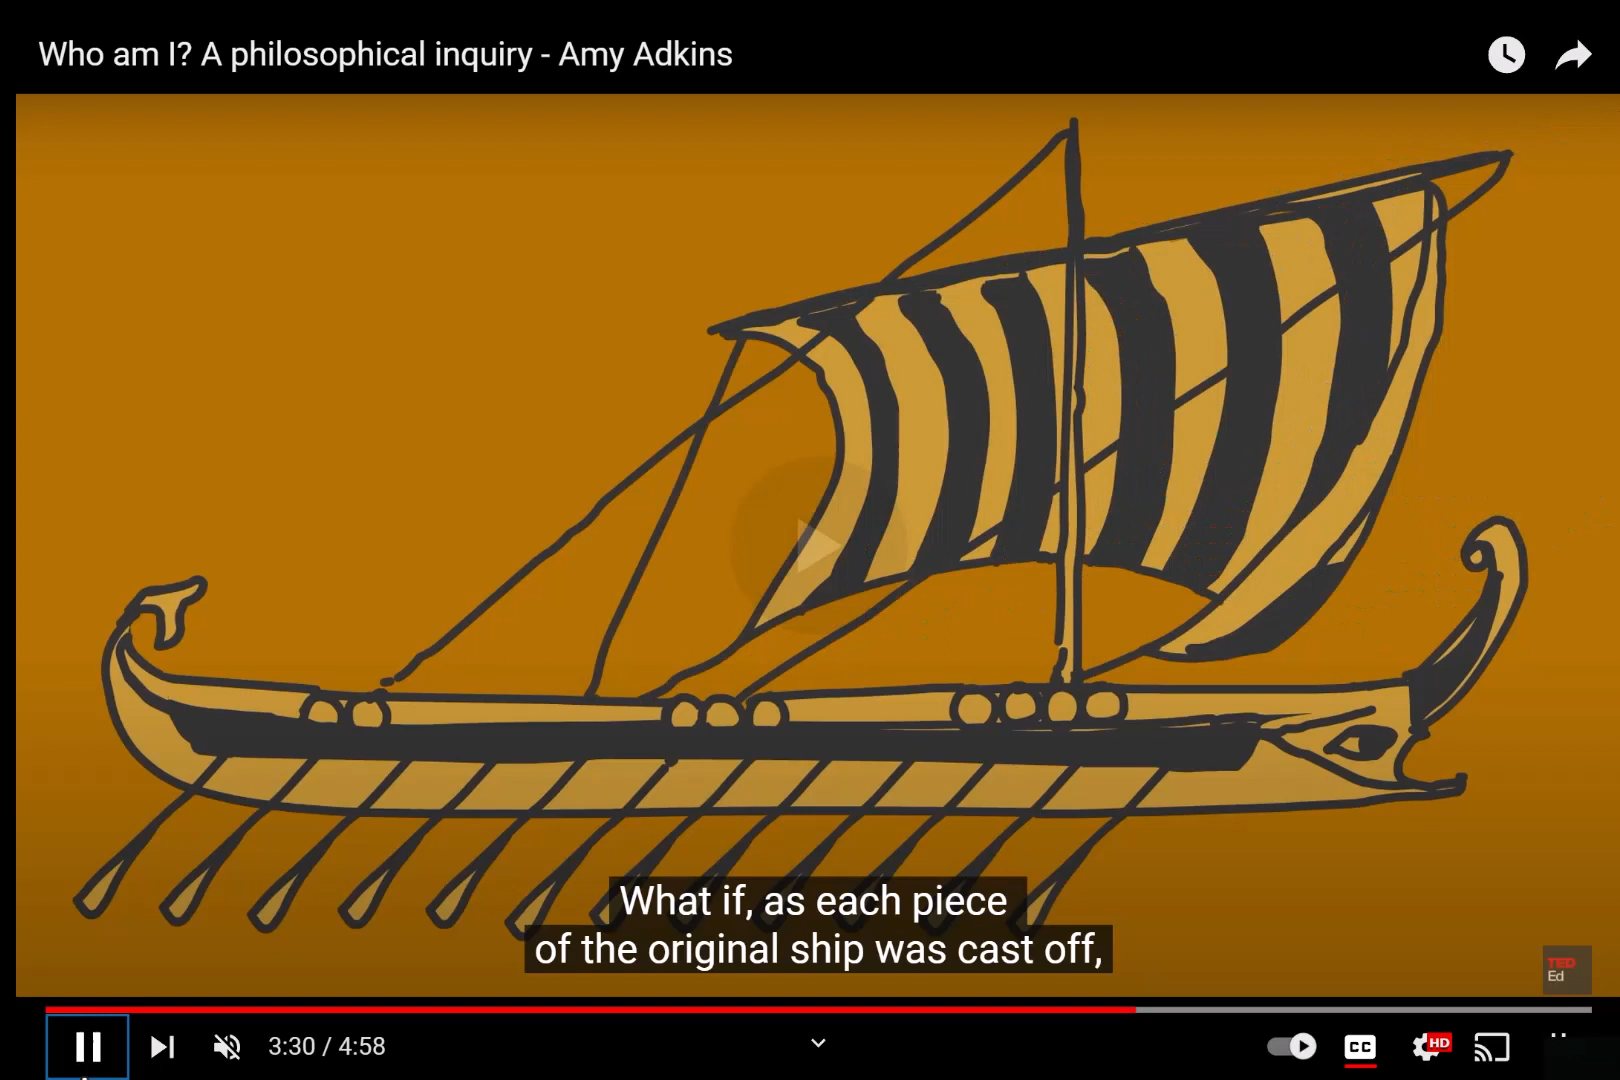 Who am I? A philosophical inquiry - Amy Adkins
What if, as each piece
of the original ship was cast off,
TED
Ed
3:30 / 4:58
CC
HD